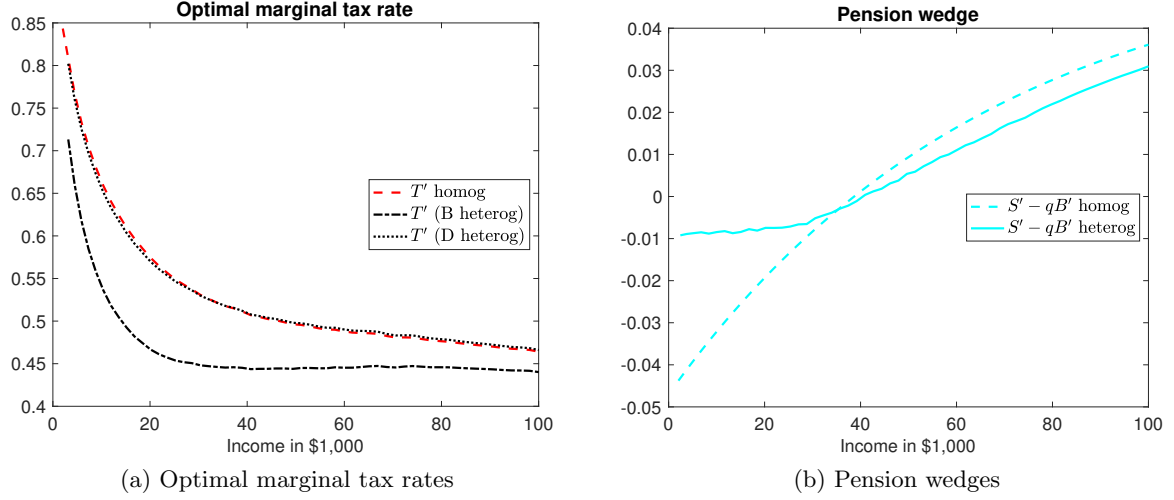 Optimal marginal tax rate
0.85
0.8
0.75
0.7
0.65
0.6
0.55
0.5
0.45
0.4
0 20 40 60 80 100
Income in $1,000
T′ homog
T′ (B heterog)
T′ (D heterog)
(a) Optimal marginal tax rates
Pension wedge
0.04
0.03
0.02
0.01
0
-0.01
-0.02
-0.03
-0.04
-0.05
0 20 40 60 80 100
Income in $1,000
S′ − qB′ homog
S′ − qB′ heterog
(b) Pension wedges